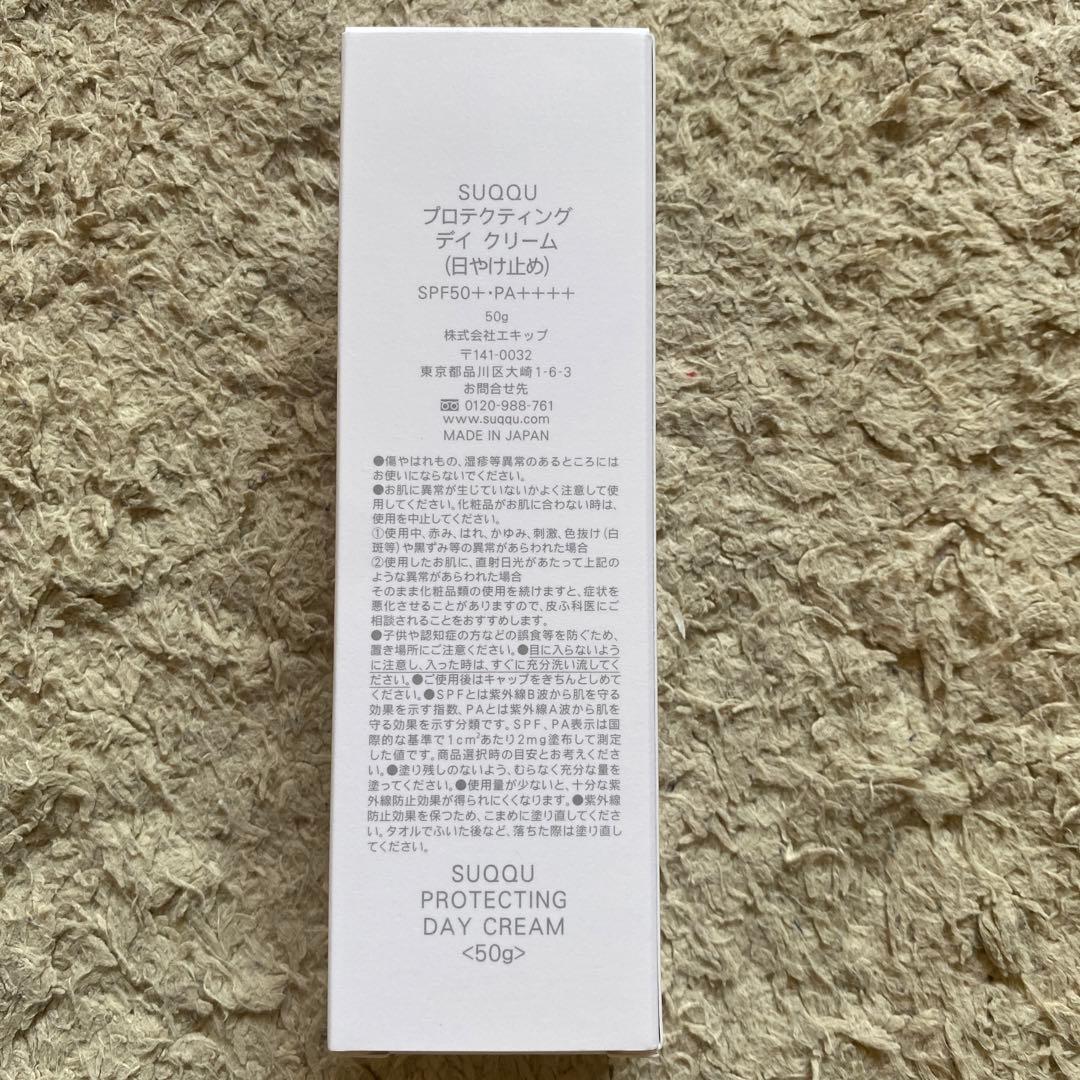 SUQQU
プロテクティング
デイ クリーム
(日やけ止め)
SPF50+・PA++++
50g
株式会社エキップ
〒141-0032
東京都品川区大崎1-6-3
お問合せ先
0120-988-761
www.suqqu.com
MADE IN JAPAN
●傷やはれもの、湿疹等異常のあるところには
お使いにならないでください。
●お肌に異常が生じていないかよく注意して使
用してください。化粧品がお肌に合わない時は、
使用を中止してください。
①使用中、赤み、はれ、かゆみ、刺激、色抜け(白
斑等)や黒ずみ等の異常があらわれた場合
②使用したお肌に、直射日光があたって上記の
ような異常があらわれた場合
そのまま化粧品類の使用を続けますと、症状を
悪化させることがありますので、皮ふ科医にご
相談されることをおすすめします。
●子供や認知症の方などの誤食等を防ぐため、
置き場所にご注意ください。●目に入らないよう
に注意し、入った時は、すぐに充分洗い流してく
ださい。●ご使用後はキャップをきちんとしめて
ください。●SPFとは紫外線B波から肌を守る
効果を示す指数、PAとは紫外線A波から肌を
守る効果を示す分類です。SPF、PA表示は国
際的な基準で1cm²あたり2mg塗布して測定
した値です。商品選択時の目安とお考えくださ
い。●塗り残しのないよう、むらなく充分な量を
塗ってください。●使用量が少ないと、十分な紫
外線防止効果が得られにくくなります。●紫外線
防止効果を保つため、こまめに塗り直してくださ
い。タオルでふいた後など、落ちた際は塗り直し
てください。
SUQQU
PROTECTING
DAY CREAM
<50g>